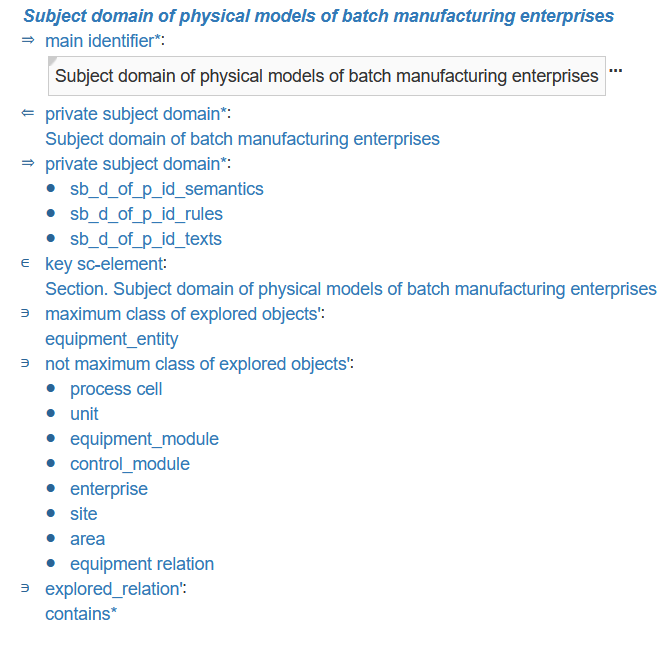 Subject domain of physical models of batch manufacturing enterprises
⇒ main identifier*:
Subject domain of physical models of batch manufacturing enterprises ...
⇐ private subject domain*:
Subject domain of batch manufacturing enterprises
⇒ private subject domain*:
● sb_d_of_p_id_semantics
● sb_d_of_p_id_rules
● sb_d_of_p_id_texts
∈ key sc-element:
Section. Subject domain of physical models of batch manufacturing enterprises
∋ maximum class of explored objects':
equipment_entity
∋ not maximum class of explored objects':
● process cell
● unit
● equipment_module
● control_module
● enterprise
● site
● area
● equipment relation
∋ explored_relation':
contains*